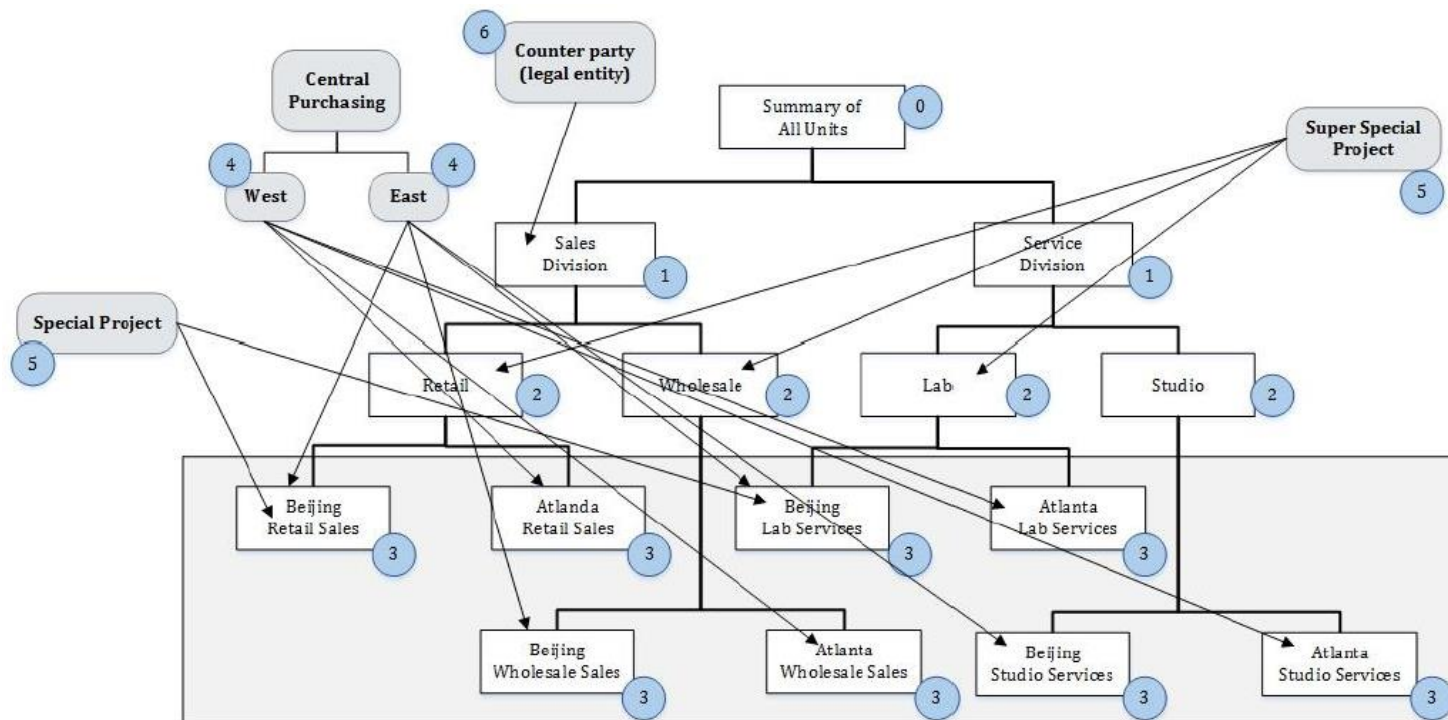 6
Counter party
(legal entity)
Central
Purchasing
Summary of
All Units
0
Super Special
Project
5
4
West
4
East
Sales
Division
1
Service
Division
1
Special Project
5
Retail
2
Wholesale
2
Lab
2
Studio
2
Beijing
Retail Sales
3
Atlanda
Retail Sales
3
Beijing
Lab Services
3
Atlanta
Lab Services
3
Beijing
Wholesale Sales
3
Atlanta
Wholesale Sales
3
Beijing
Studio Services
3
Atlanta
Studio Services
3